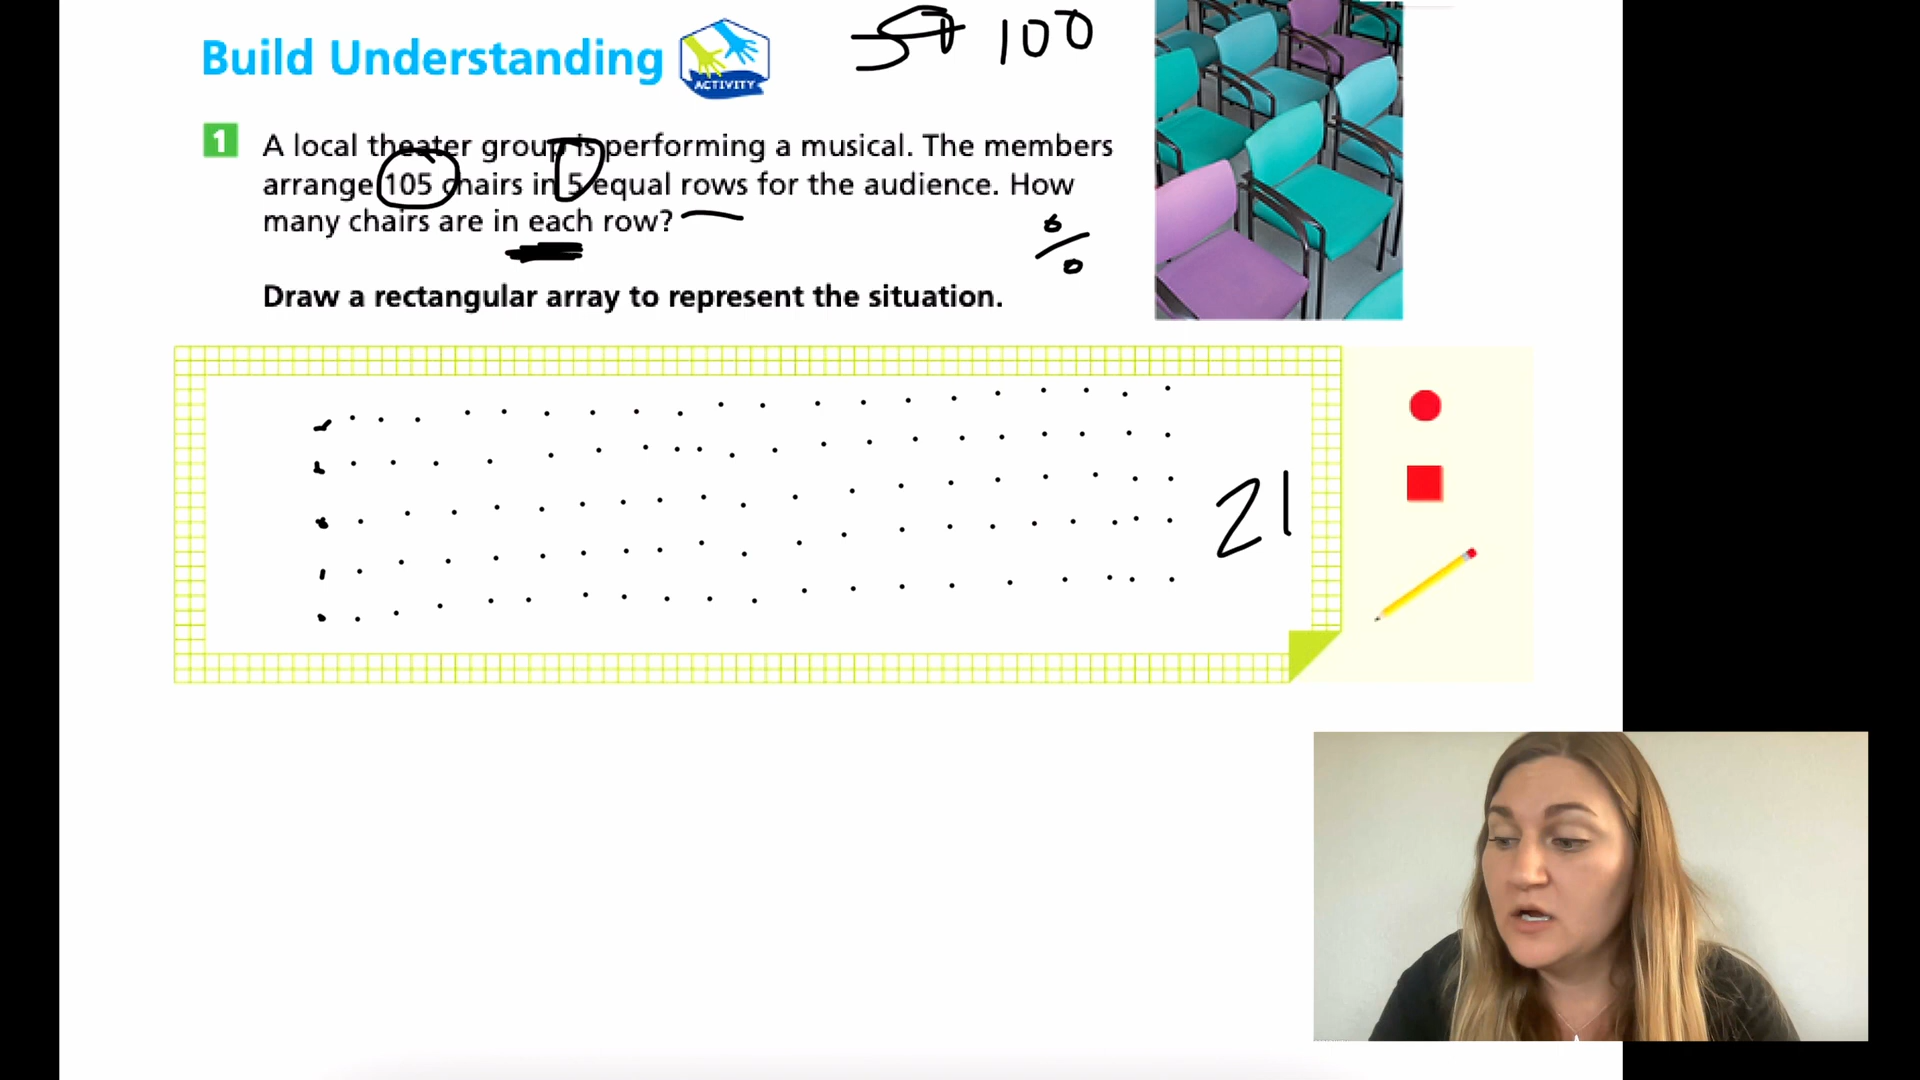 Build Understanding
ACTIVITY
100
1 A local theater group is performing a musical. The members
arrange 105 chairs in 5 equal rows for the audience. How
many chairs are in each row?
Draw a rectangular array to represent the situation.
21